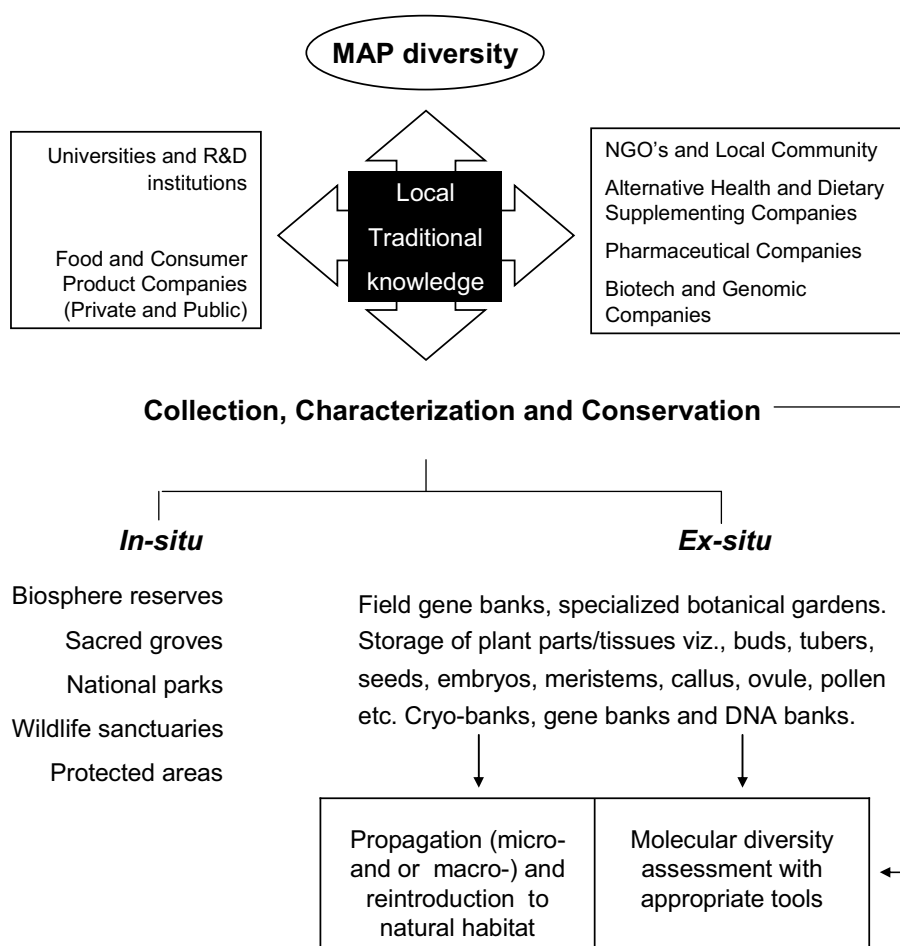 MAP diversity
Universities and R&D
institutions
Food and Consumer
Product Companies
(Private and Public)
Local
Traditional
knowledge
NGO's and Local Community
Alternative Health and Dietary
Supplementing Companies
Pharmaceutical Companies
Biotech and Genomic
Companies
Collection, Characterization and Conservation
In-situ
Biosphere reserves
Sacred groves
National parks
Wildlife sanctuaries
Protected areas
Ex-situ
Field gene banks, specialized botanical gardens.
Storage of plant parts/tissues viz., buds, tubers,
seeds, embryos, meristems, callus, ovule, pollen
etc. Cryo-banks, gene banks and DNA banks.
Propagation (micro-
and or macro-) and
reintroduction to
natural habitat
Molecular diversity
assessment with
appropriate tools